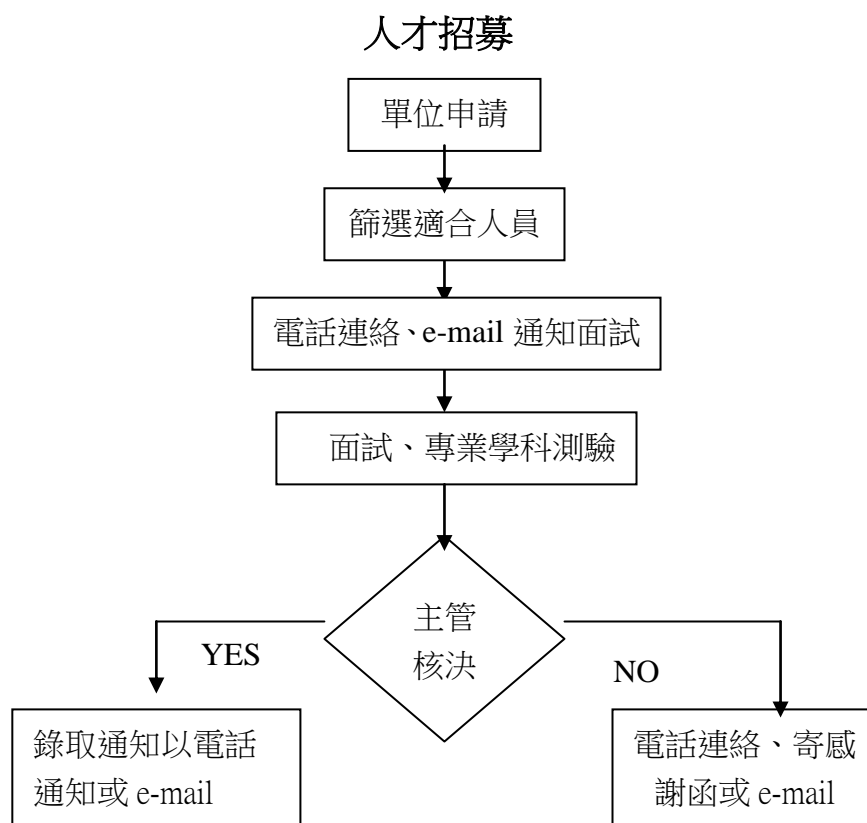 人才招募
單位申請
篩選適合人員
電話連絡、e-mail 通知面試
面試、專業學科測驗
主管
核決
YES
NO
錄取通知以電話
通知或 e-mail
電話連絡、寄感
謝函或 e-mail